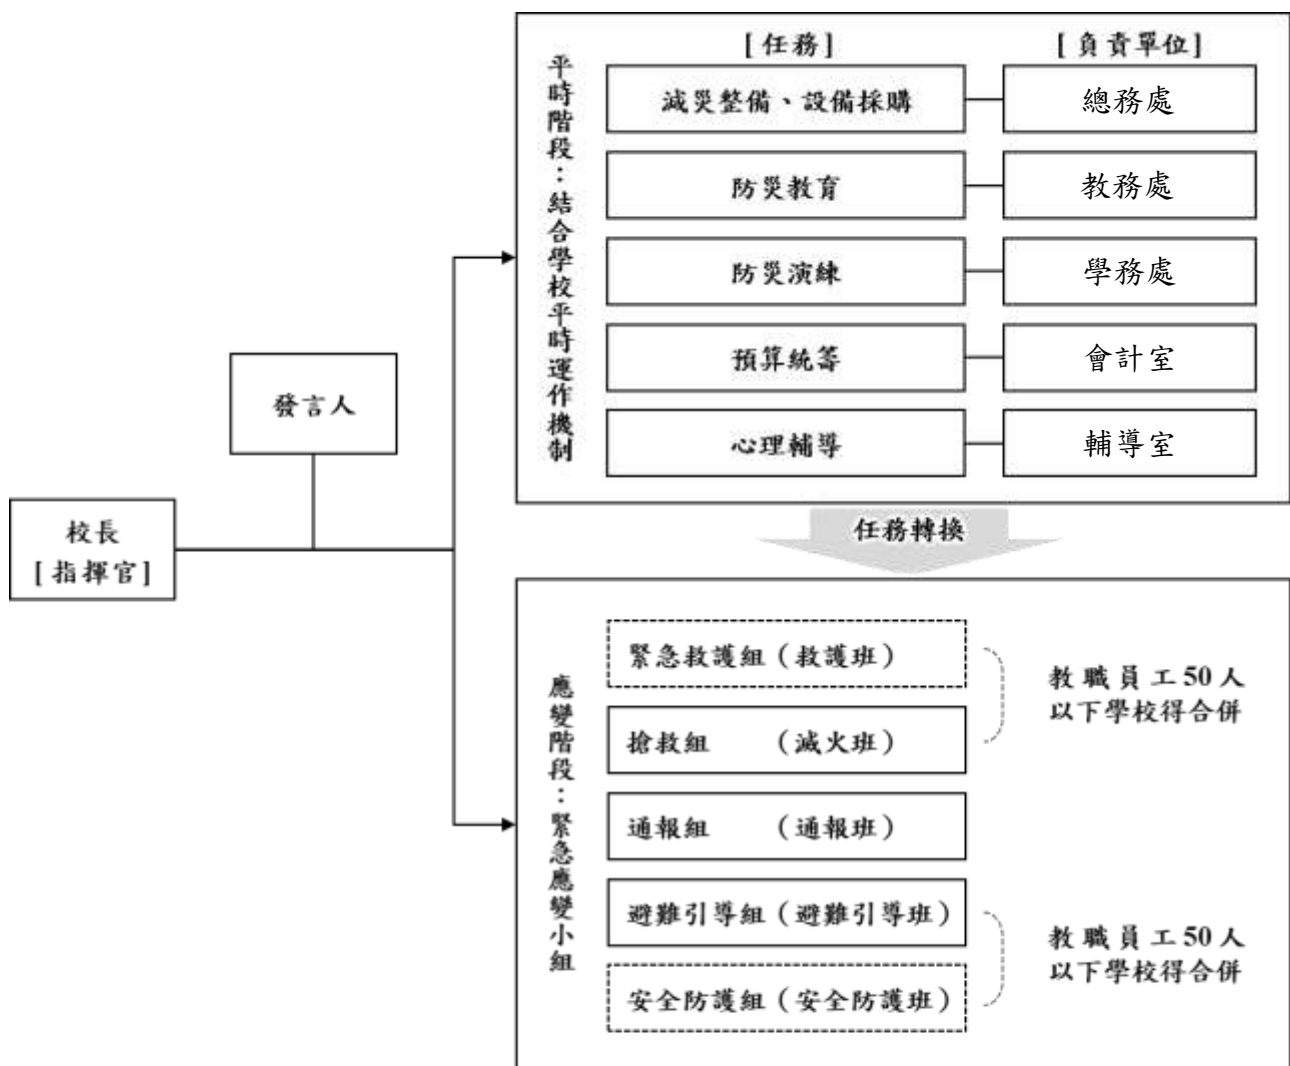 [任務]
[負責單位]
平時階段：結合學校平時運作機制
減災整備、設備採購
總務處
防災教育
教務處
防災演練
學務處
預算統籌
會計室
心理輔導
輔導室
發言人
校長
[指揮官]
任務轉換
應變階段：緊急應變小組
緊急救護組（救護班）
搶救組　　（滅火班）
教職員工50人
以下學校得合併
通報組　　（通報班）
避難引導組（避難引導班）
安全防護組（安全防護班）
教職員工50人
以下學校得合併